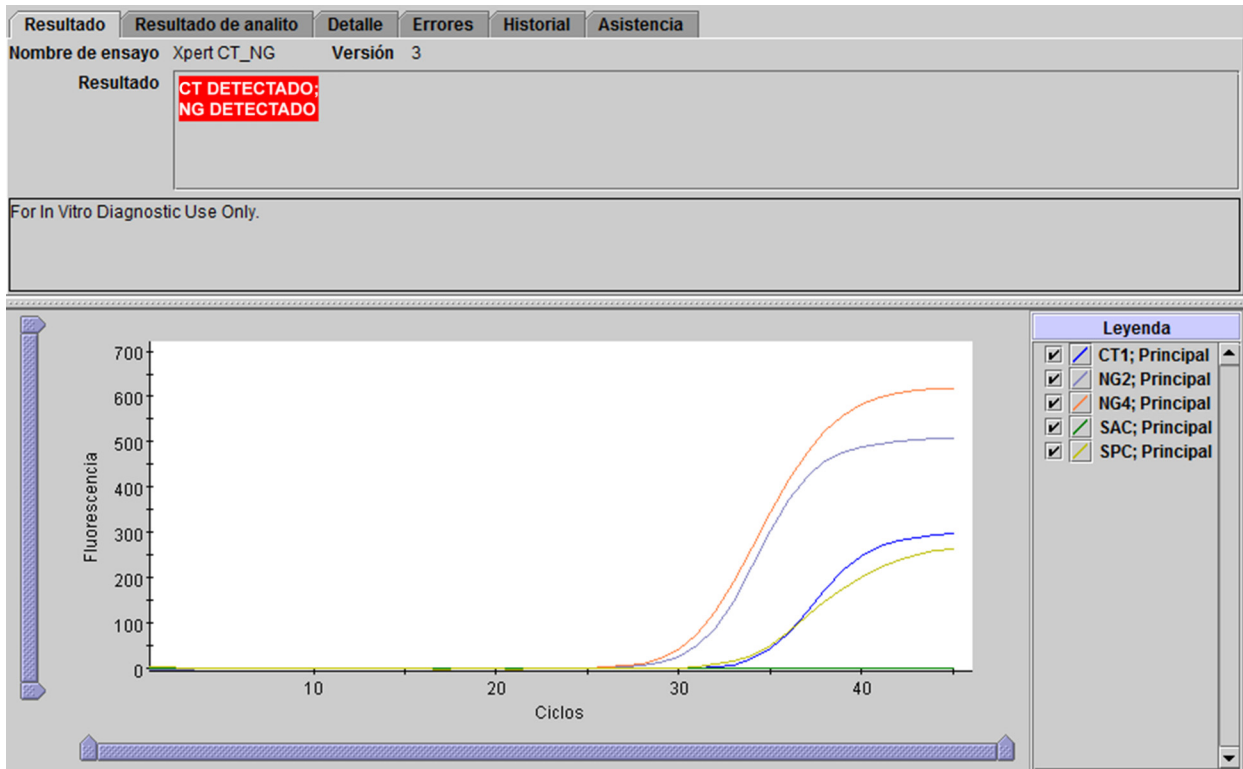 Resultado Resultado de analito Detalle Errores Historial Asistencia
Nombre de ensayo Xpert CT_NG Versión 3
Resultado CT DETECTADO;
NG DETECTADO
For In Vitro Diagnostic Use Only.
Leyenda
CT1; Principal
NG2; Principal
NG4; Principal
SAC; Principal
SPC; Principal
Fluorescencia
700
600
500
400
300
200
100
0
10 20 30 40
Ciclos